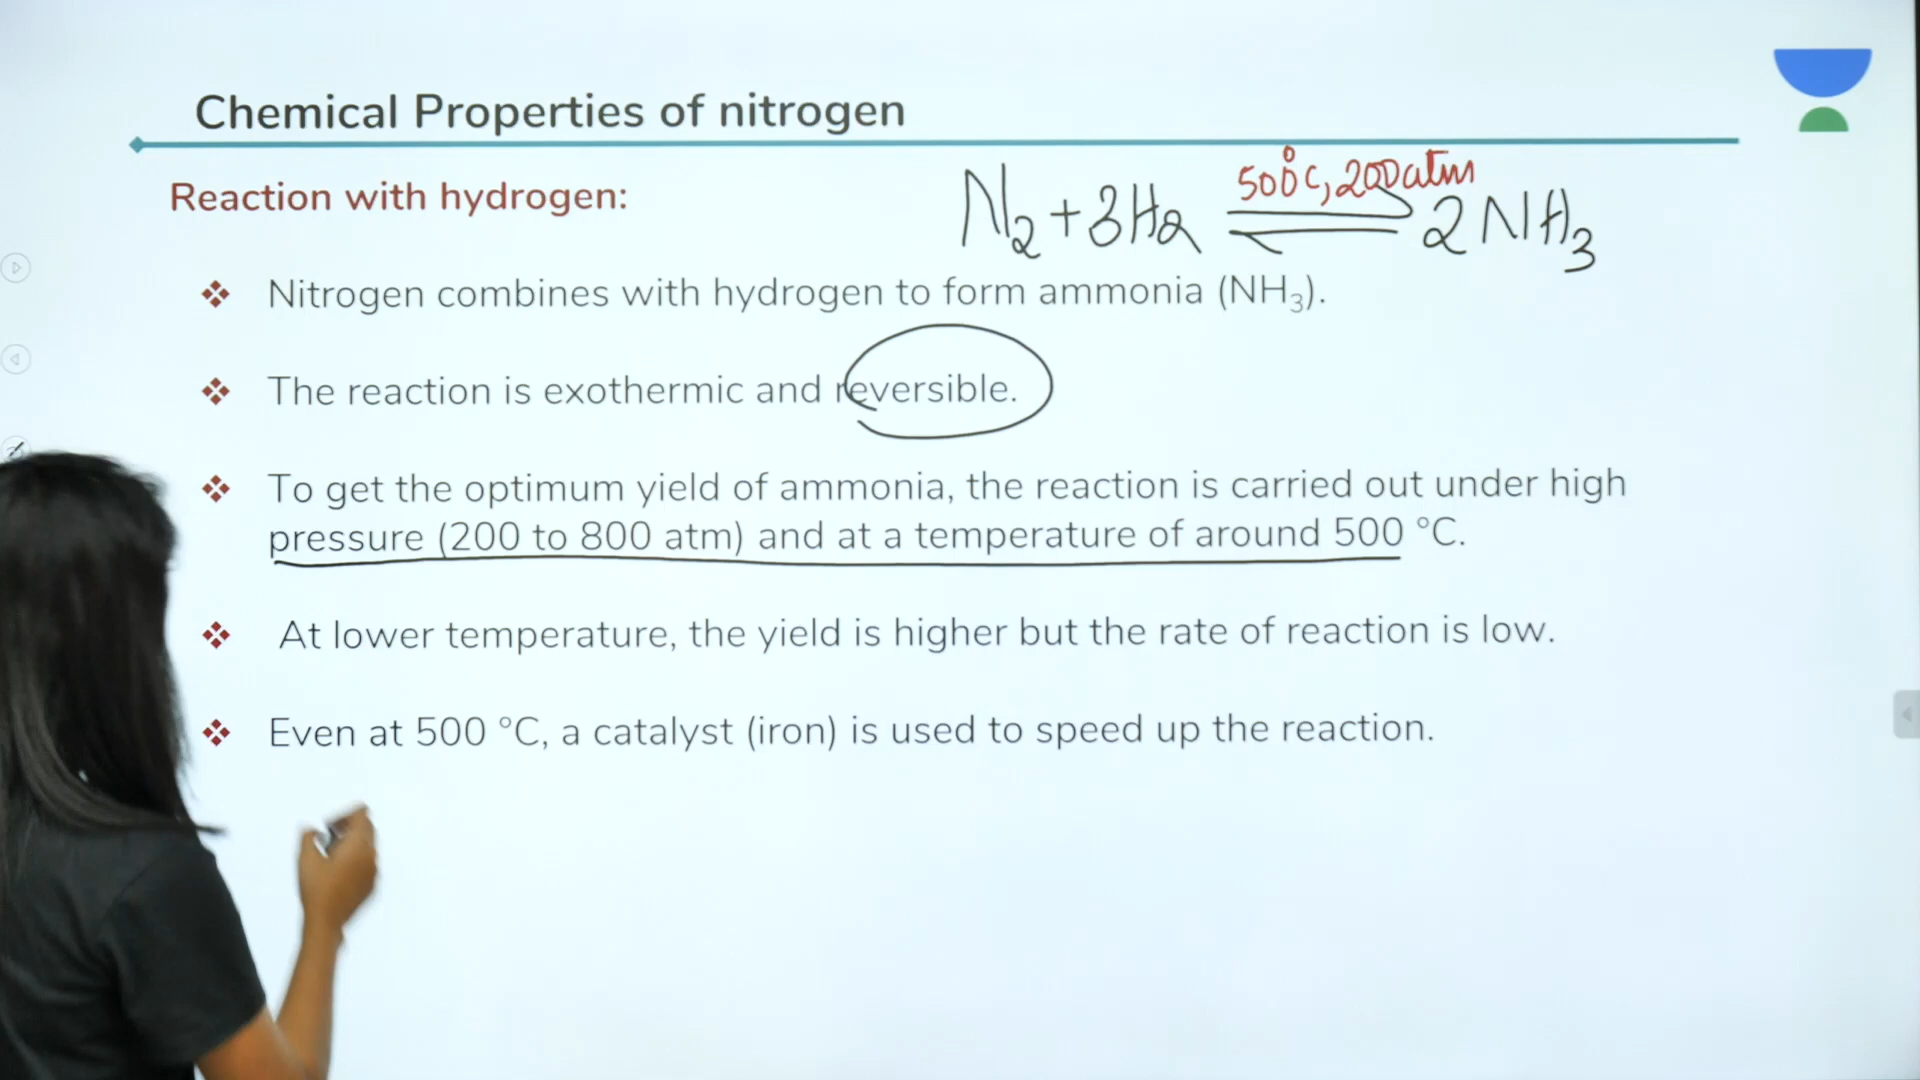 Chemical Properties of nitrogen
500°C, 200atm
Reaction with hydrogen:
N₂ + 3H₂ ⇌ 2NH₃
Nitrogen combines with hydrogen to form ammonia (NH₃).
The reaction is exothermic and reversible.
To get the optimum yield of ammonia, the reaction is carried out under high
pressure (200 to 800 atm) and at a temperature of around 500 °C.
At lower temperature, the yield is higher but the rate of reaction is low.
Even at 500 °C, a catalyst (iron) is used to speed up the reaction.